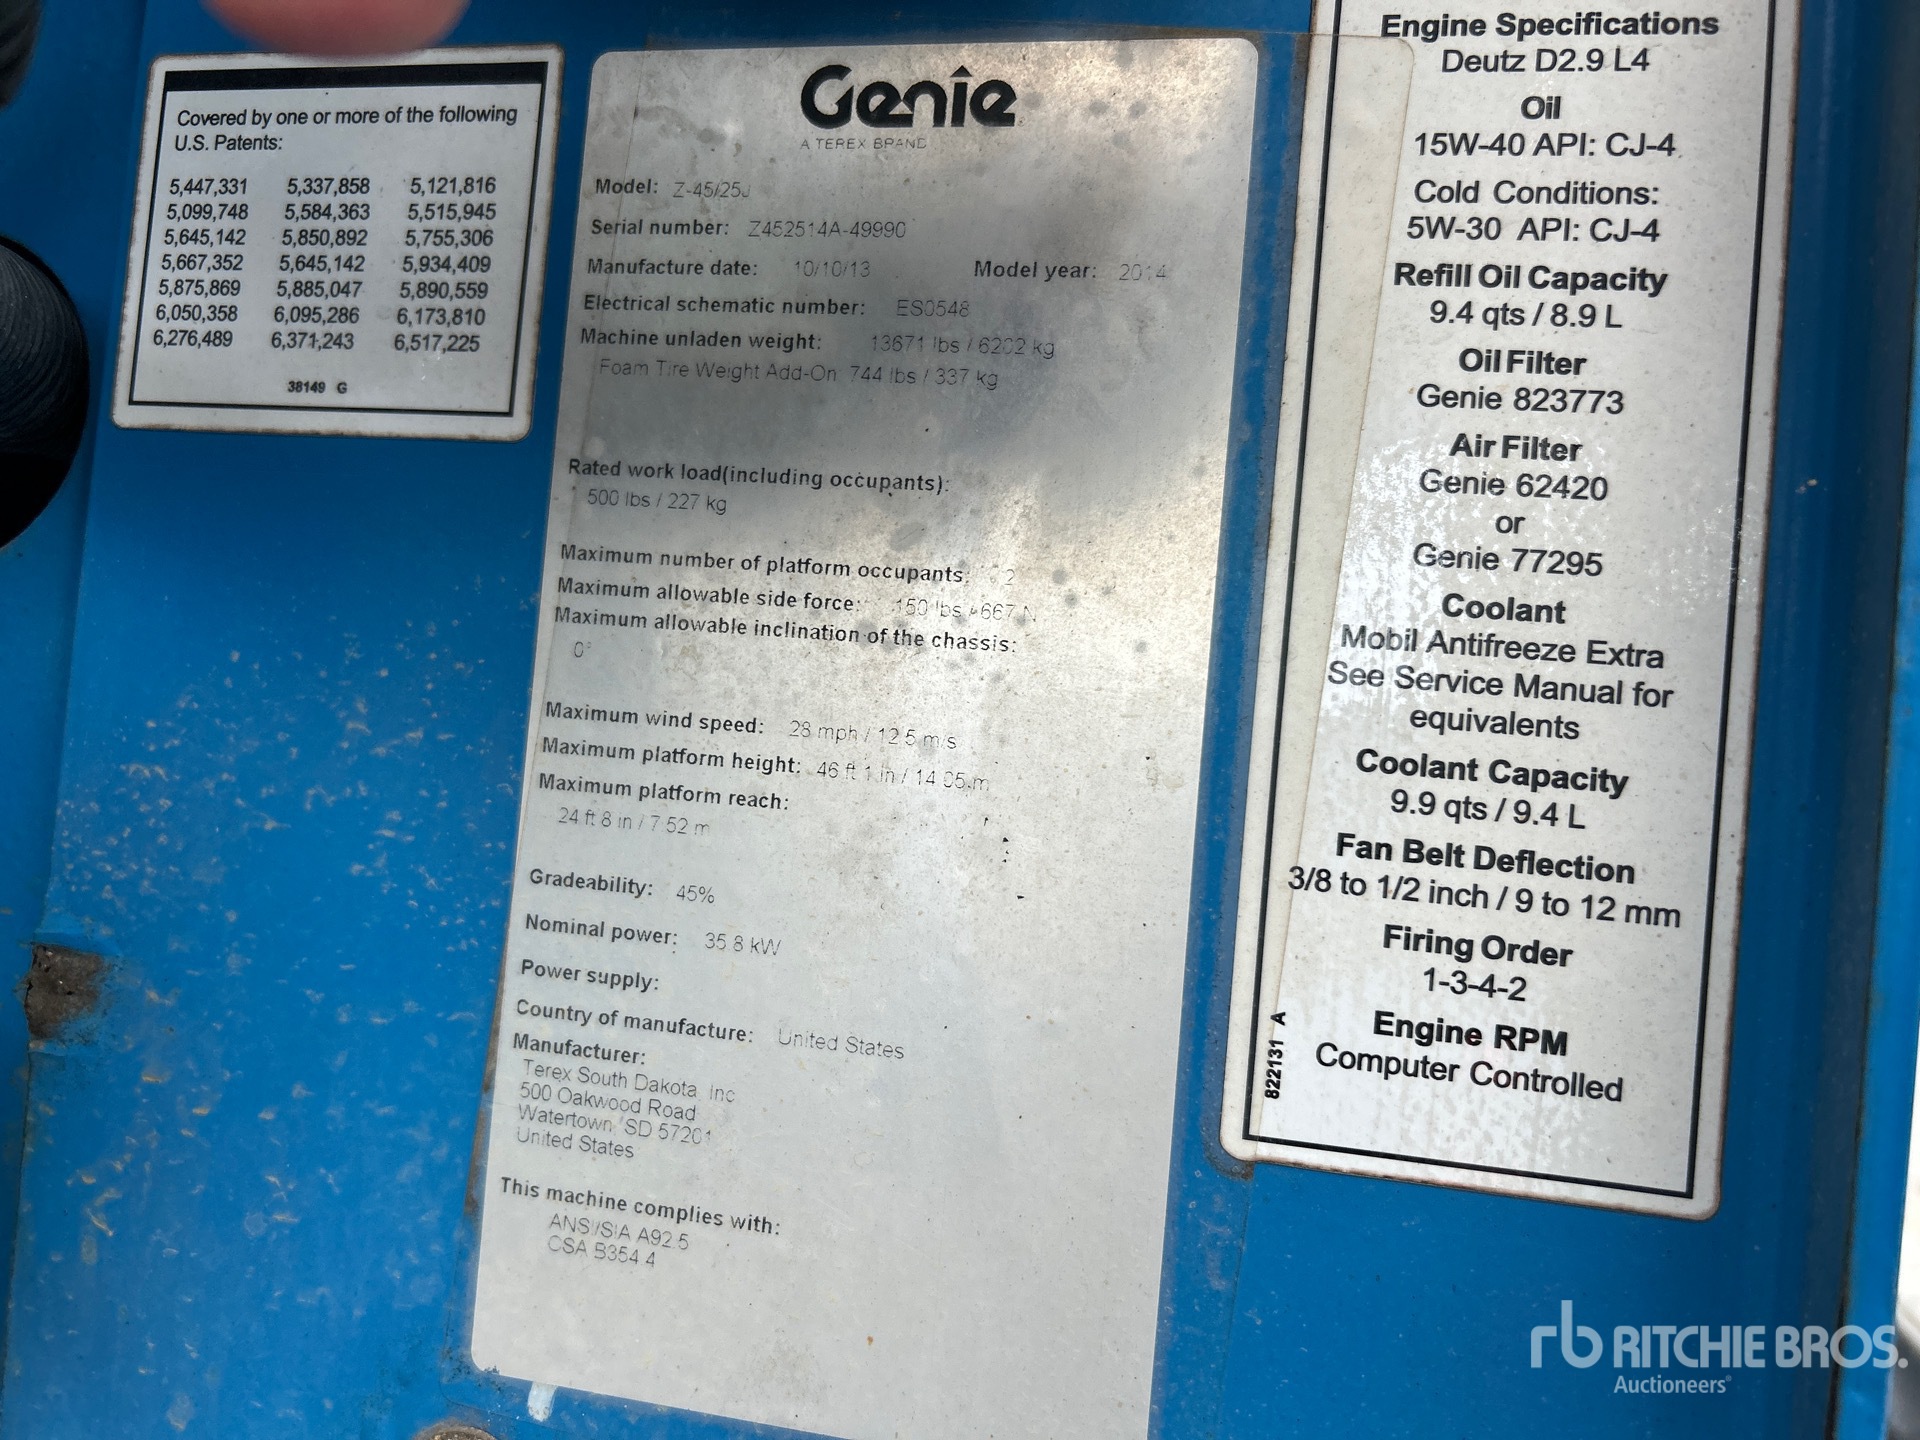 Covered by one or more of the following
U.S. Patents:
5,447,331 5,337,858 5,121,816
5,099,748 5,584,363 5,515,945
5,645,142 5,850,892 5,755,306
5,667,352 5,645,142 5,934,409
5,875,869 5,885,047 5,890,559
6,050,358 6,095,286 6,173,810
6,276,489 6,371,243 6,517,225
38149 G
Genie
A TEREX BRAND
Model: Z-45/25J
Serial number: Z452514A-49990
Manufacture date: 10/10/13 Model year: 2014
Electrical schematic number: ES0548
Machine unladen weight: 13671 lbs / 6202 kg
Foam Tire Weight Add-On 744 lbs / 337 kg
Rated work load(including occupants):
500 lbs / 227 kg
Maximum number of platform occupants: 2
Maximum allowable side force: 150 lbs / 667 N
Maximum allowable inclination of the chassis:
0°
Maximum wind speed: 28 mph / 12.5 m/s
Maximum platform height: 46 ft 1 in / 14.05 m
Maximum platform reach:
24 ft 8 in / 7.52 m
Gradeability: 45%
Nominal power: 35.8 kW
Power supply:
Country of manufacture: United States
Manufacturer:
Terex South Dakota, Inc
500 Oakwood Road
Watertown, SD 57201
United States
This machine complies with:
ANSI/SIA A92.5
CSA B354.4
Engine Specifications
Deutz D2.9 L4
Oil
15W-40 API: CJ-4
Cold Conditions:
5W-30 API: CJ-4
Refill Oil Capacity
9.4 qts / 8.9 L
Oil Filter
Genie 823773
Air Filter
Genie 62420
or
Genie 77295
Coolant
Mobil Antifreeze Extra
See Service Manual for
equivalents
Coolant Capacity
9.9 qts / 9.4 L
Fan Belt Deflection
3/8 to 1/2 inch / 9 to 12 mm
Firing Order
1-3-4-2
Engine RPM
Computer Controlled
822131 A
rb RITCHIE BROS.
Auctioneers